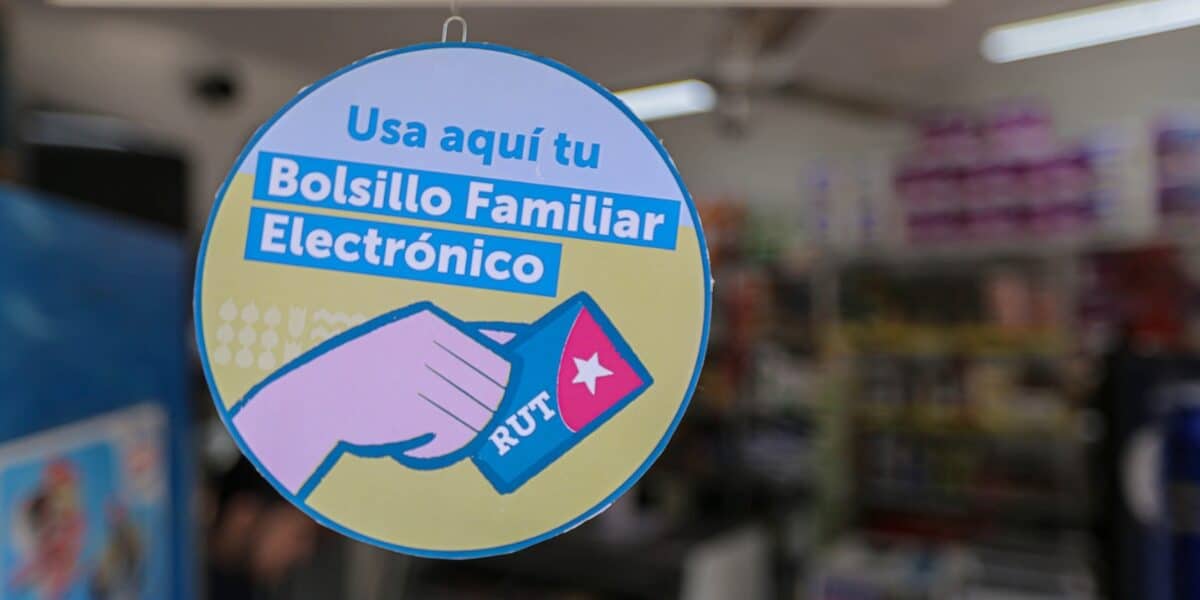 Usa aquí tu
Bolsillo Familiar
Electrónico
RUT